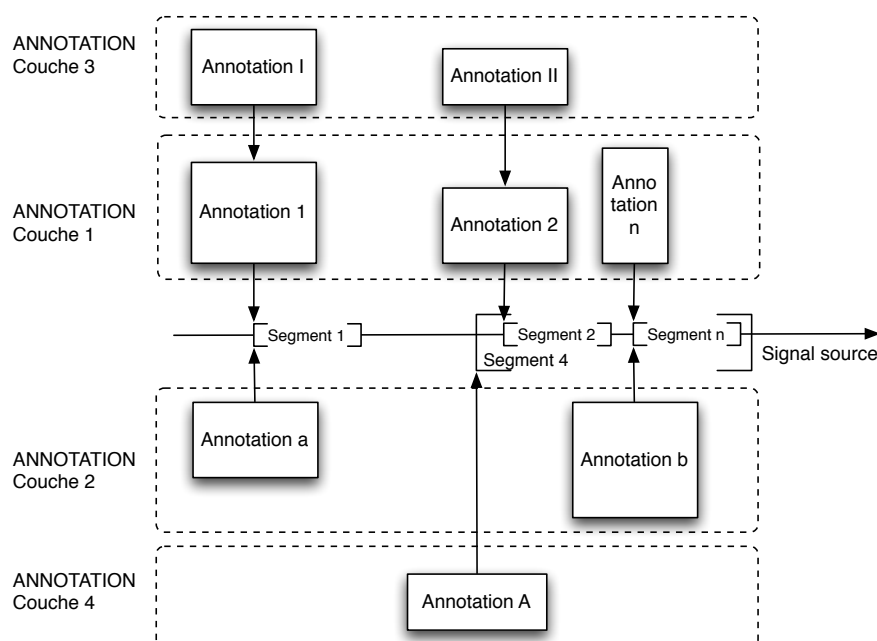 ANNOTATION
Couche 3
Annotation I
Annotation II
ANNOTATION
Couche 1
Annotation 1
Annotation 2
Anno
tation
n
Segment 1
Segment 2
Segment n
Segment 4
Signal source
ANNOTATION
Couche 2
Annotation a
Annotation b
ANNOTATION
Couche 4
Annotation A